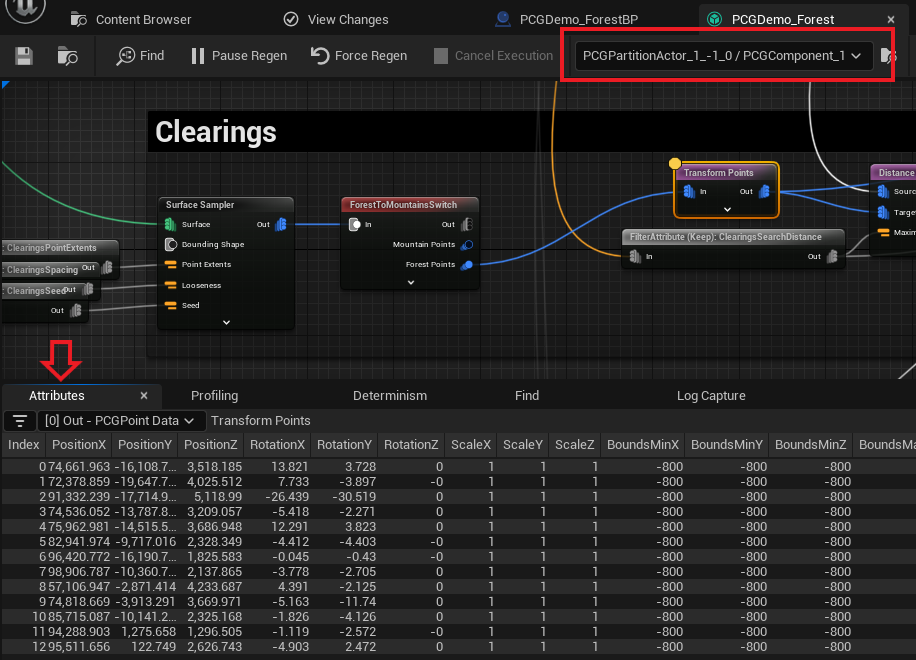 Content Browser View Changes PCGDemo_ForestBP PCGDemo_Forest ×
Find Pause Regen Force Regen Cancel Execution PCGPartitionActor_1_-1_0 / PCGComponent_1
Clearings
Transform Points
In Out
Distance
Sourc
Targe
Maxim
Surface Sampler
Surface Out
Bounding Shape
Point Extents
Looseness
Seed
ForestToMountainsSwitch
In Out
Mountain Points
Forest Points
FilterAttribute (Keep): ClearingsSearchDistance
In Out
: ClearingsPointExtents
Out
: ClearingsSpacing
Out
: ClearingsSeed
Out
Attributes × Profiling Determinism Find Log Capture
[0] Out - PCGPoint Data Transform Points
Index PositionX PositionY PositionZ RotationX RotationY RotationZ ScaleX ScaleY ScaleZ BoundsMinX BoundsMinY BoundsMinZ BoundsMa
0 74,661.963 -16,108.7... 3,518.185 13.821 3.728 0 1 1 1 -800 -800 -800
1 72,378.859 -19,647.7... 4,025.512 7.733 -3.897 -0 1 1 1 -800 -800 -800
2 91,332.239 -17,714.9... 5,118.99 -26.439 -30.519 0 1 1 1 -800 -800 -800
3 74,536.052 -13,787.8... 3,209.057 -5.418 -2.271 0 1 1 1 -800 -800 -800
4 75,962.981 -14,515.5... 3,686.948 12.291 3.823 0 1 1 1 -800 -800 -800
5 82,941.974 -9,717.016 2,328.349 -4.412 -4.403 -0 1 1 1 -800 -800 -800
6 96,420.772 -16,190.7... 1,825.583 -0.045 -0.43 -0 1 1 1 -800 -800 -800
7 98,906.787 -10,360.7... 2,137.865 -3.778 -2.705 0 1 1 1 -800 -800 -800
8 57,106.947 -2,871.414 4,233.687 4.391 -2.125 0 1 1 1 -800 -800 -800
9 74,818.669 -3,913.291 3,669.971 -5.163 -11.74 0 1 1 1 -800 -800 -800
10 85,715.087 -10,141.2... 2,325.168 -1.826 -4.126 0 1 1 1 -800 -800 -800
11 94,288.903 1,275.658 1,296.505 -1.119 -2.572 -0 1 1 1 -800 -800 -800
12 95,511.656 122.749 2,626.743 -4.903 2.472 0 1 1 1 -800 -800 -800